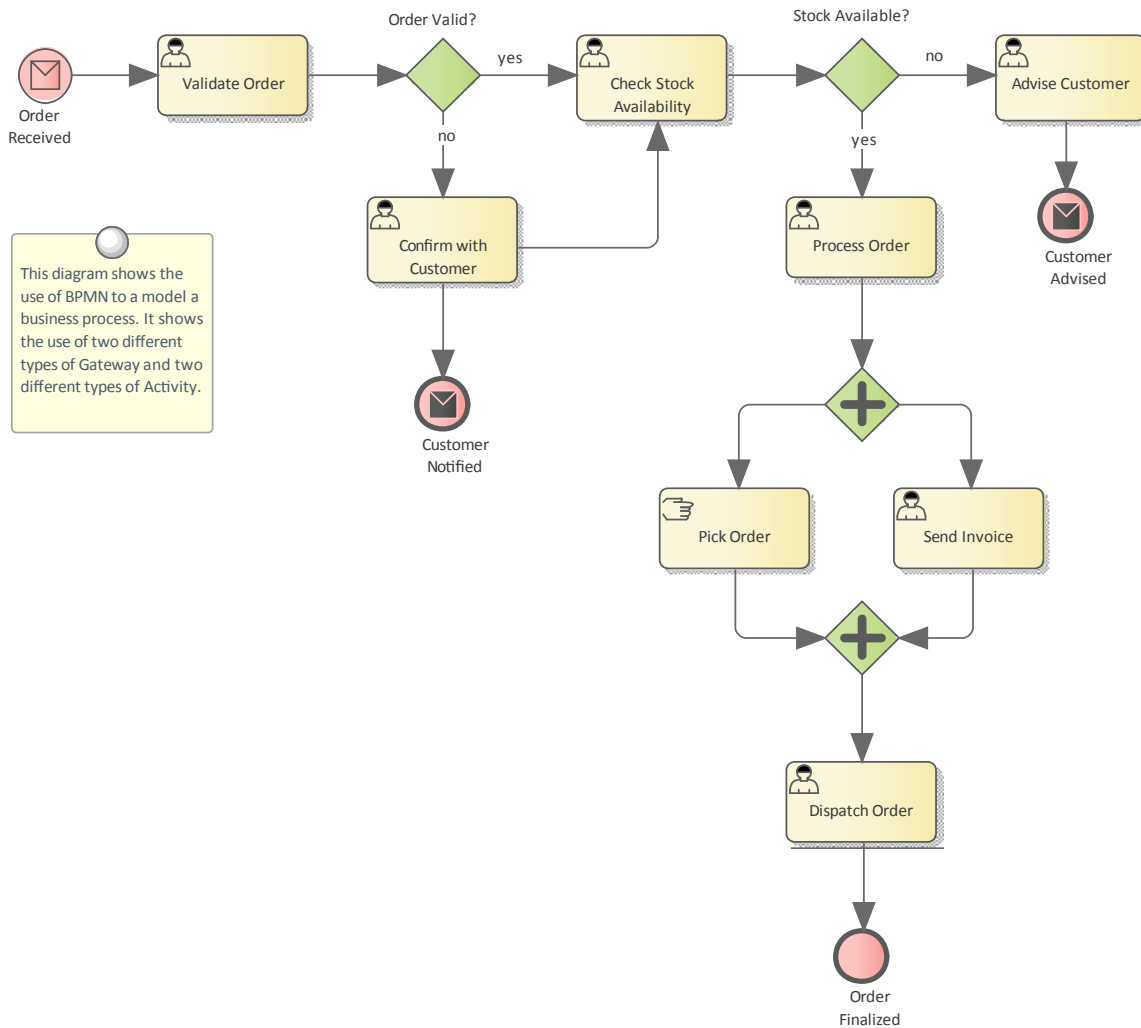 Order Valid?
Stock Available?
Validate Order
yes
Check Stock
Availability
no
Advise Customer
Order
Received
no
yes
Confirm with
Customer
Process Order
Customer
Advised
This diagram shows the
use of BPMN to a model a
business process. It shows
the use of two different
types of Gateway and two
different types of Activity.
Customer
Notified
Pick Order
Send Invoice
Dispatch Order
Order
Finalized